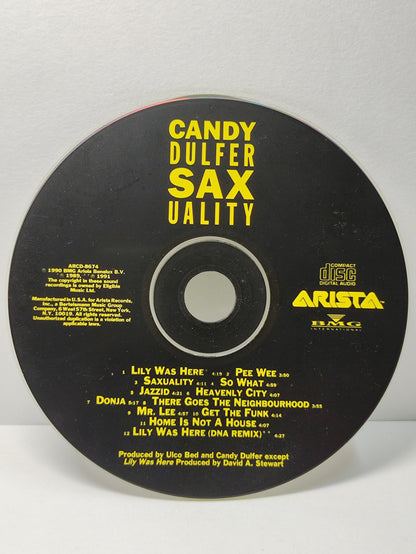 CANDY
DULFER
SAX
UALITY
ARCD-8674
℗ 1990 BMG Ariola Benelux B.V.
* ℗ 1989, ** ℗ 1991
The copyright in these sound
recordings is owned by Eligible
Music Ltd.
Manufactured in U.S.A. for Arista Records,
Inc., a Bertelsmann Music Group
Company, 6 West 57th Street, New York,
N.Y. 10019. All rights reserved.
Unauthorized duplication is a violation of
applicable laws.
COMPACT
disc
DIGITAL AUDIO
ARISTA™
BMG
INTERNATIONAL
1 LILY WAS HERE* 4:19 2 PEE WEE 3:50
3 SAXUALITY 4:11 4 SO WHAT 4:59
5 JAZZID 4:21 6 HEAVENLY CITY 4:07
7 DONJA 5:17 8 THERE GOES THE NEIGHBOURHOOD 3:55
9 MR. LEE 4:57 10 GET THE FUNK 4:14
11 HOME IS NOT A HOUSE 4:07
12 LILY WAS HERE (DNA REMIX)** 4:27
Produced by Ulco Bed and Candy Dulfer except
Lily Was Here Produced by David A. Stewart